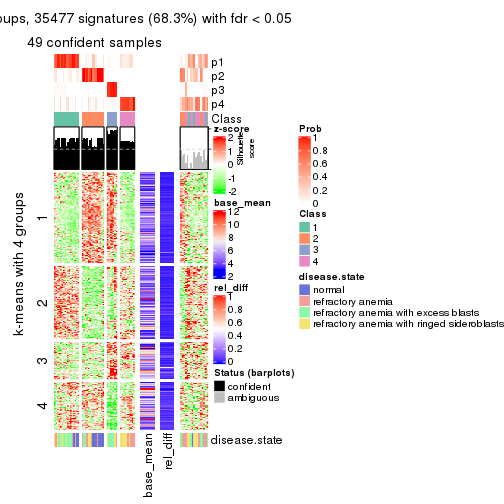 oups, 35477 signatures (68.3%) with fdr < 0.05
49 confident samples
p1
p2
p3
p4
Class
Silhouette
score
k-means with 4 groups
1
2
3
4
disease.state
base_mean
rel_diff
z-score
2
1
0
-1
-2
base_mean
12
10
8
6
4
2
rel_diff
1
0.8
0.6
0.4
0.2
0
Status (barplots)
confident
ambiguous
Prob
1
0.8
0.6
0.4
0.2
0
Class
1
2
3
4
disease.state
normal
refractory anemia
refractory anemia with excess blasts
refractory anemia with ringed sideroblasts